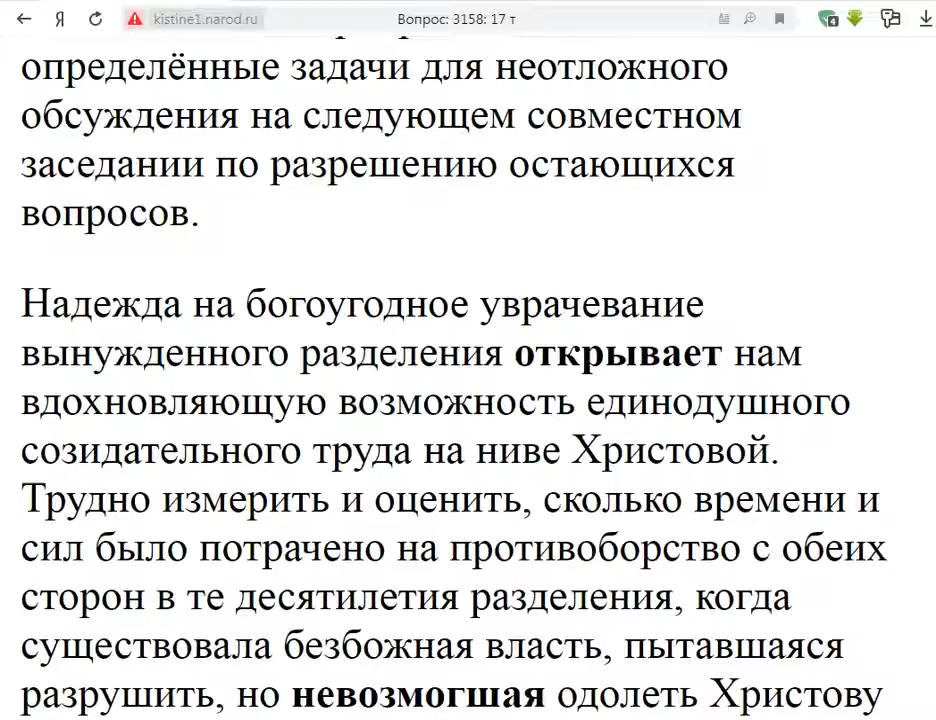 Я kistine1.narod.ru Вопрос: 3158: 17 т 4
определённые задачи для неотложного
обсуждения на следующем совместном
заседании по разрешению остающихся
вопросов.
Надежда на богоугодное уврачевание
вынужденного разделения открывает нам
вдохновляющую возможность единодушного
созидательного труда на ниве Христовой.
Трудно измерить и оценить, сколько времени и
сил было потрачено на противоборство с обеих
сторон в те десятилетия разделения, когда
существовала безбожная власть, пытавшаяся
разрушить, но невозмогшая одолеть Христову